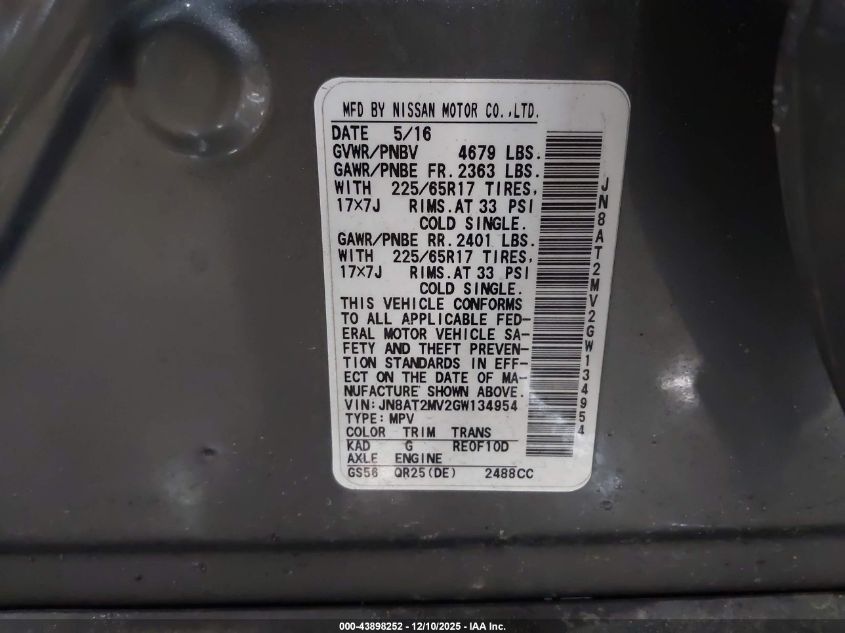 MFD BY NISSAN MOTOR CO.,LTD.
DATE 5/16
GVWR/PNBV 4679 LBS.
GAWR/PNBE FR. 2363 LBS.
WITH 225/65R17 TIRES,
17×7J RIMS. AT 33 PSI
COLD SINGLE.
GAWR/PNBE RR. 2401 LBS.
WITH 225/65R17 TIRES,
17×7J RIMS. AT 33 PSI
COLD SINGLE.
THIS VEHICLE CONFORMS
TO ALL APPLICABLE FED-
ERAL MOTOR VEHICLE SA-
FETY AND THEFT PREVEN-
TION STANDARDS IN EFF-
ECT ON THE DATE OF MA-
NUFACTURE SHOWN ABOVE.
VIN:JN8AT2MV2GW134954
TYPE: MPV
COLOR TRIM TRANS
KAD G RE0F10D
AXLE ENGINE
GS56 QR25(DE) 2488CC
JN8AT2MV2GW134954
000-43898252 - 12/10/2025 - IAA Inc.